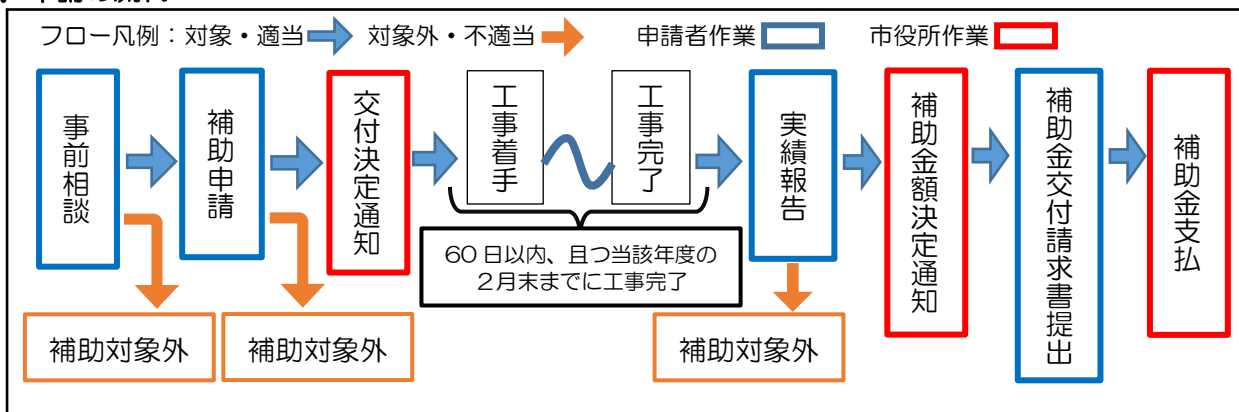 フロー凡例：対象・適当 対象外・不適当 申請者作業 市役所作業
事前相談
補助申請
交付決定通知
工事着手
工事完了
実績報告
補助金額決定通知
補助金交付請求書提出
補助金支払
60日以内、且つ当該年度の
２月末までに工事完了
補助対象外
補助対象外
補助対象外